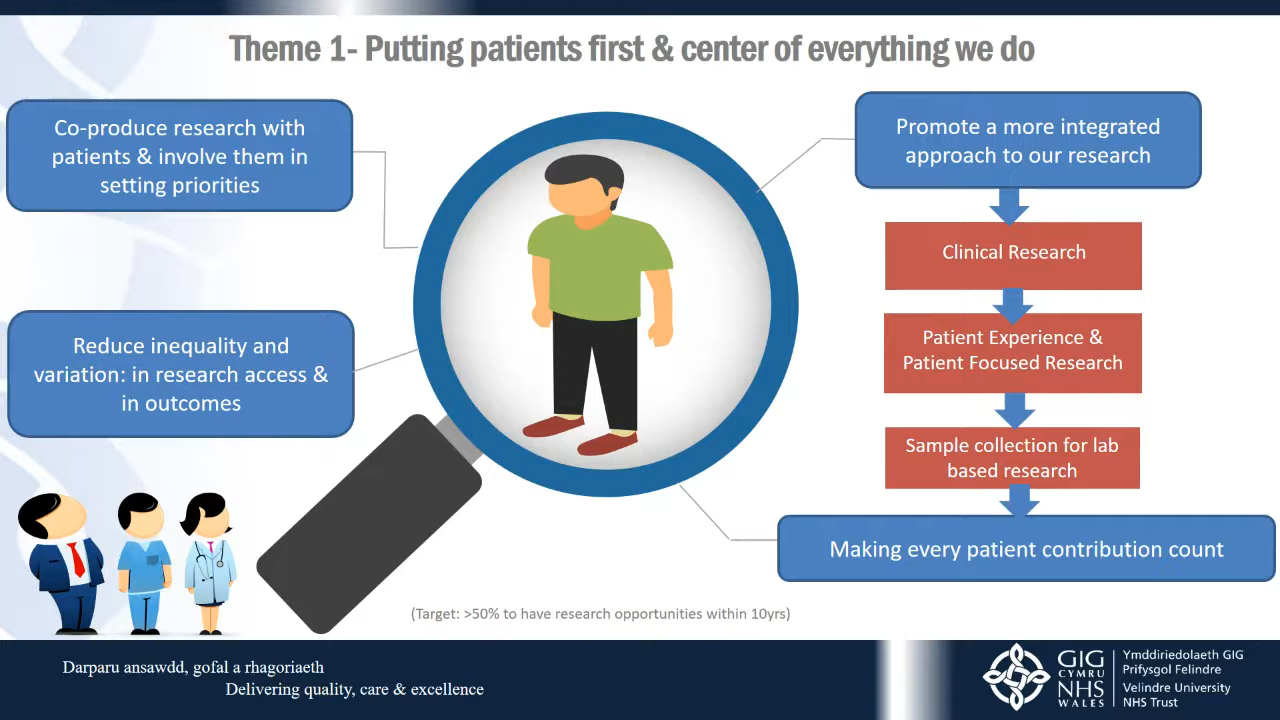 Theme 1- Putting patients first & center of everything we do
Co-produce research with
patients & involve them in
setting priorities
Reduce inequality and
variation: in research access &
in outcomes
Promote a more integrated
approach to our research
Clinical Research
Patient Experience &
Patient Focused Research
Sample collection for lab
based research
Making every patient contribution count
(Target: >50% to have research opportunities within 10yrs)
Darparu ansawdd, gofal a rhagoriaeth
Delivering quality, care & excellence
GIG
CYMRU
NHS
WALES
Ymddiriedolaeth GIG
Prifysgol Felindre
Velindre University
NHS Trust